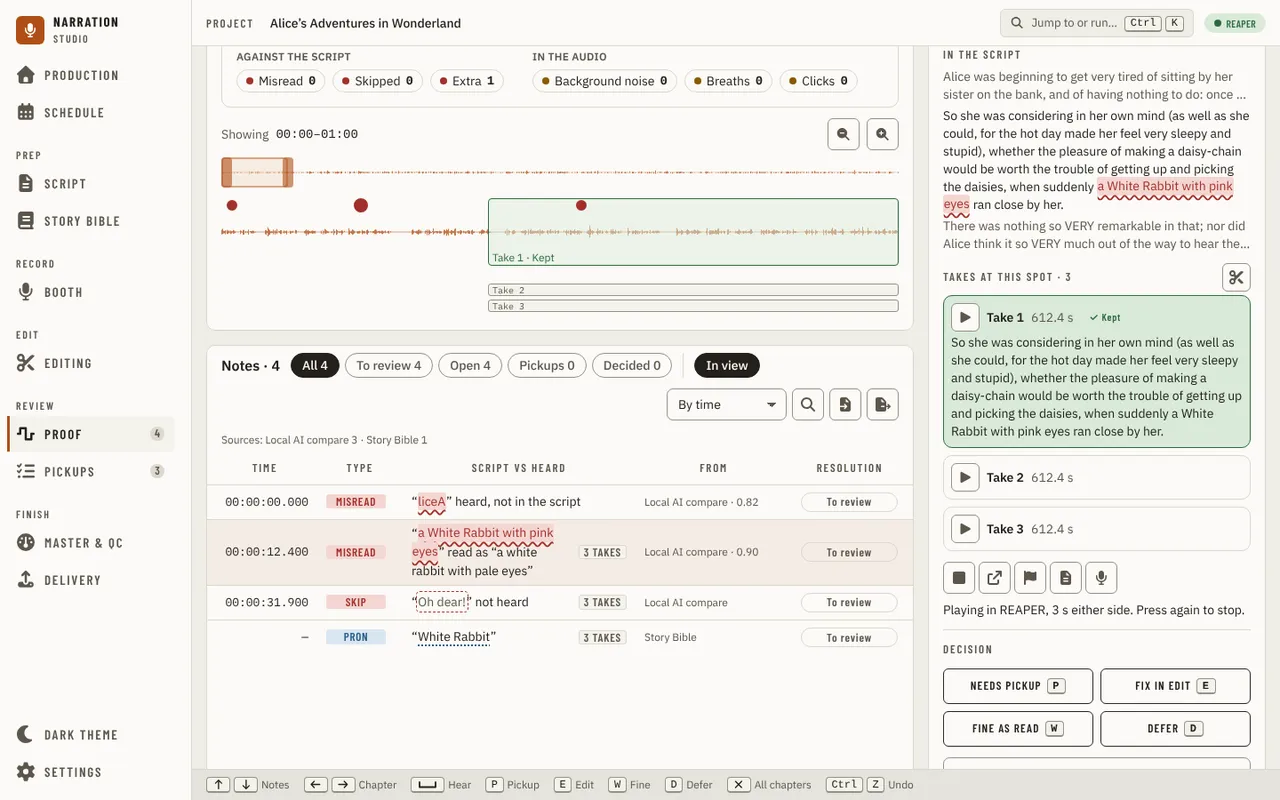 NARRATION
STUDIO
PRODUCTION
SCHEDULE
PREP
SCRIPT
STORY BIBLE
RECORD
BOOTH
EDIT
EDITING
REVIEW
PROOF 4
PICKUPS 3
FINISH
MASTER & QC
DELIVERY
DARK THEME
SETTINGS
PROJECT Alice’s Adventures in Wonderland
Jump to or run… Ctrl K
REAPER
AGAINST THE SCRIPT
Misread 0 Skipped 0 Extra 1
IN THE AUDIO
Background noise 0 Breaths 0 Clicks 0
Showing 00:00–01:00
Take 1 · Kept
Take 2
Take 3
Notes · 4 All 4 To review 4 Open 4 Pickups 0 Decided 0 In view
By time
Sources: Local AI compare 3 · Story Bible 1
TIME TYPE SCRIPT VS HEARD FROM RESOLUTION
00:00:00.000 MISREAD “liceA” heard, not in the script Local AI compare · 0.82 To review
“a White Rabbit with pink
00:00:12.400 MISREAD eyes” read as “a white 3 TAKES Local AI compare · 0.90 To review
rabbit with pale eyes”
00:00:31.900 SKIP “Oh dear!” not heard 3 TAKES Local AI compare To review
– PRON “White Rabbit” 3 TAKES Story Bible To review
IN THE SCRIPT
Alice was beginning to get very tired of sitting by her
sister on the bank, and of having nothing to do: once …
So she was considering in her own mind (as well as she
could, for the hot day made her feel very sleepy and
stupid), whether the pleasure of making a daisy-chain
would be worth the trouble of getting up and picking
the daisies, when suddenly a White Rabbit with pink
eyes ran close by her.
There was nothing so VERY remarkable in that; nor did
Alice think it so VERY much out of the way to hear the…
TAKES AT THIS SPOT · 3
Take 1 612.4 s ✓ Kept
So she was considering in her own mind (as well as
she could, for the hot day made her feel very sleepy
and stupid), whether the pleasure of making a
daisy-chain would be worth the trouble of getting up
and picking the daisies, when suddenly a White
Rabbit with pink eyes ran close by her.
Take 2 612.4 s
Take 3 612.4 s
Playing in REAPER, 3 s either side. Press again to stop.
DECISION
NEEDS PICKUP P FIX IN EDIT E
FINE AS READ W DEFER D
↑ ↓ Notes ← → Chapter Hear P Pickup E Edit W Fine D Defer ✕ All chapters Ctrl Z Undo